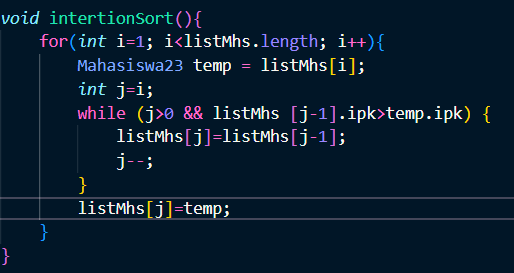 void intertionSort(){
    for(int i=1; i<listMhs.length; i++){
        Mahasiswa23 temp = listMhs[i];
        int j=i;
        while (j>0 && listMhs [j-1].ipk>temp.ipk) {
            listMhs[j]=listMhs[j-1];
            j--;
        }
        listMhs[j]=temp;
    }
}